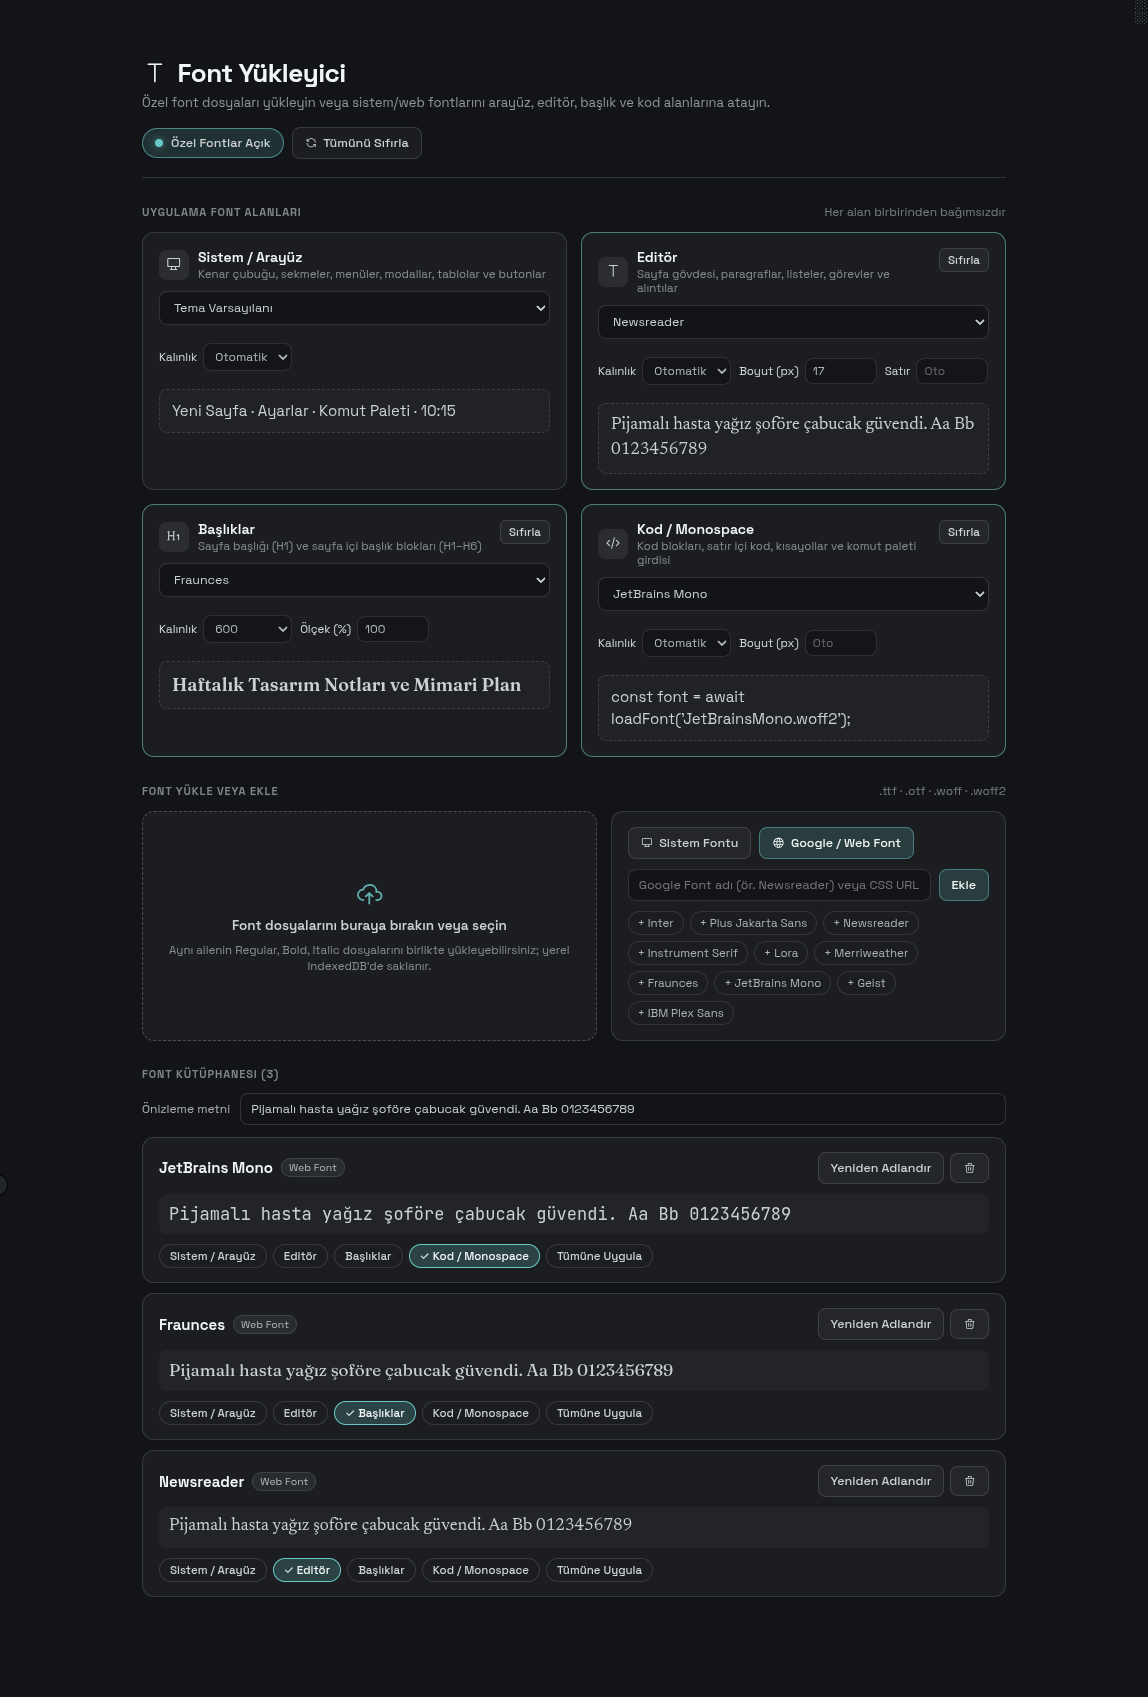 Font Yükleyici
Özel font dosyaları yükleyin veya sistem/web fontlarını arayüz, editör, başlık ve kod alanlarına atayın.
Özel Fontlar Açık
Tümünü Sıfırla
UYGULAMA FONT ALANLARI
Her alan birbirinden bağımsızdır
Sistem / Arayüz
Kenar çubuğu, sekmeler, menüler, modallar, tablolar ve butonlar
Tema Varsayılanı
Kalınlık Otomatik
Yeni Sayfa · Ayarlar · Komut Paleti · 10:15
T
Editör
Sayfa gövdesi, paragraflar, listeler, görevler ve
alıntılar
Sıfırla
Newsreader
Kalınlık Otomatik Boyut (px) 17 Satır Oto
Pijamalı hasta yağız şoföre çabucak güvendi. Aa Bb
0123456789
H1
Başlıklar
Sayfa başlığı (H1) ve sayfa içi başlık blokları (H1–H6)
Sıfırla
Fraunces
Kalınlık 600 Ölçek (%) 100
Haftalık Tasarım Notları ve Mimari Plan
</>
Kod / Monospace
Kod blokları, satır içi kod, kısayollar ve komut paleti
girdisi
Sıfırla
JetBrains Mono
Kalınlık Otomatik Boyut (px) Oto
const font = await
loadFont('JetBrainsMono.woff2');
FONT YÜKLE VEYA EKLE
.ttf · .otf · .woff · .woff2
Font dosyalarını buraya bırakın veya seçin
Aynı ailenin Regular, Bold, Italic dosyalarını birlikte yükleyebilirsiniz; yerel
IndexedDB'de saklanır.
Sistem Fontu
Google / Web Font
Google Font adı (ör. Newsreader) veya CSS URL
Ekle
+ Inter + Plus Jakarta Sans + Newsreader
+ Instrument Serif + Lora + Merriweather
+ Fraunces + JetBrains Mono + Geist
+ IBM Plex Sans
FONT KÜTÜPHANESI (3)
Önizleme metni
Pijamalı hasta yağız şoföre çabucak güvendi. Aa Bb 0123456789
JetBrains Mono Web Font
Yeniden Adlandır
Pijamalı hasta yağız şoföre çabucak güvendi. Aa Bb 0123456789
Sistem / Arayüz Editör Başlıklar ✓ Kod / Monospace Tümüne Uygula
Fraunces Web Font
Yeniden Adlandır
Pijamalı hasta yağız şoföre çabucak güvendi. Aa Bb 0123456789
Sistem / Arayüz Editör ✓ Başlıklar Kod / Monospace Tümüne Uygula
Newsreader Web Font
Yeniden Adlandır
Pijamalı hasta yağız şoföre çabucak güvendi. Aa Bb 0123456789
Sistem / Arayüz ✓ Editör Başlıklar Kod / Monospace Tümüne Uygula